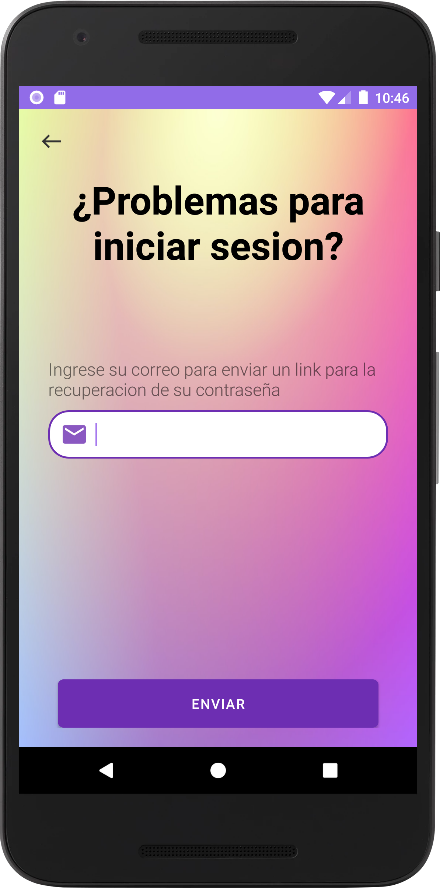 10:46
¿Problemas para
iniciar sesion?
Ingrese su correo para enviar un link para la
recuperacion de su contraseña
ENVIAR